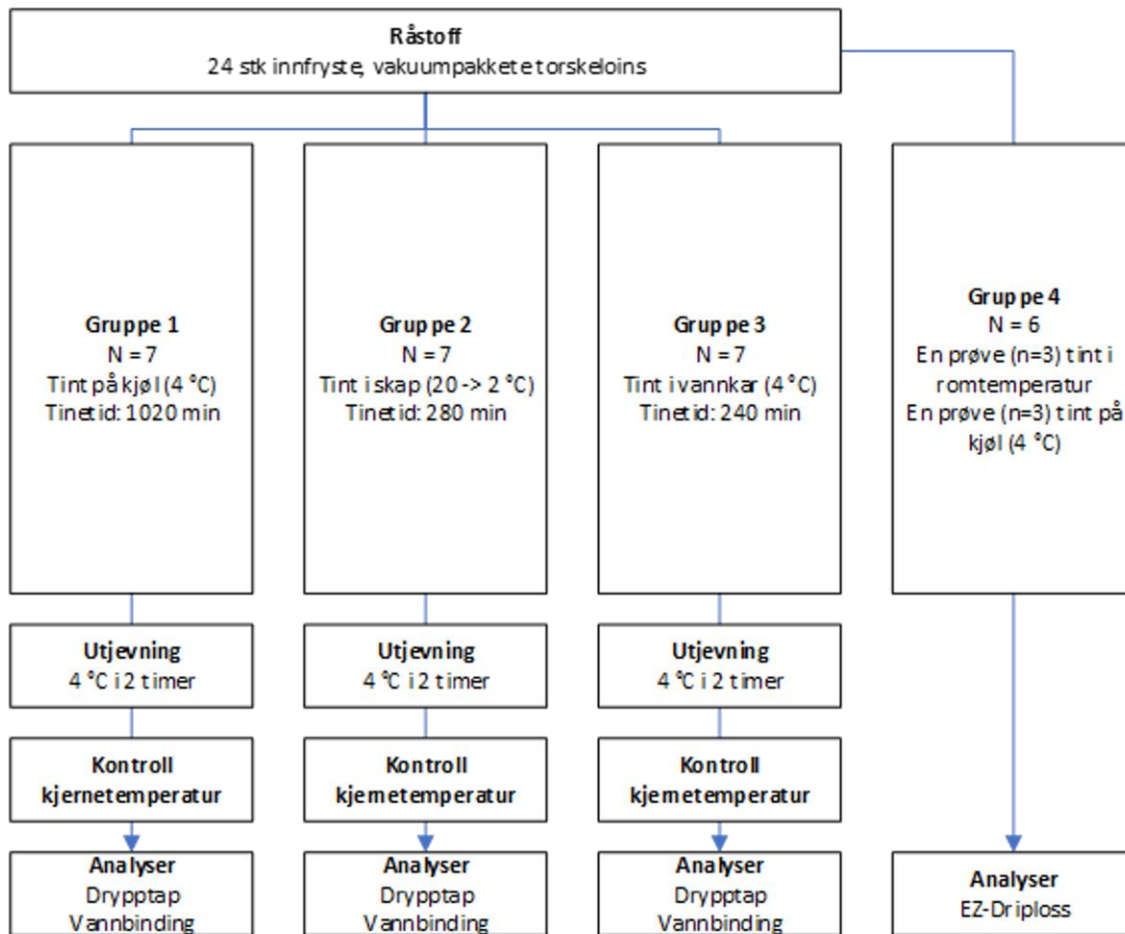 Råstoff
24 stk innfryste, vakuumpakkete torskeloins
Gruppe 1
N = 7
Tint på kjøl (4 °C)
Tinetid: 1020 min
Gruppe 2
N = 7
Tint i skap (20 -> 2 °C)
Tinetid: 280 min
Gruppe 3
N = 7
Tint i vannkar (4 °C)
Tinetid: 240 min
Gruppe 4
N = 6
En prøve (n=3) tint i
romtemperatur
En prøve (n=3) tint på
kjøl (4 °C)
Utjevning
4 °C i 2 timer
Utjevning
4 °C i 2 timer
Utjevning
4 °C i 2 timer
Kontroll
kjernetemperatur
Kontroll
kjernetemperatur
Kontroll
kjernetemperatur
Analyser
Drypptap
Vannbinding
Analyser
Drypptap
Vannbinding
Analyser
Drypptap
Vannbinding
Analyser
EZ-Driploss